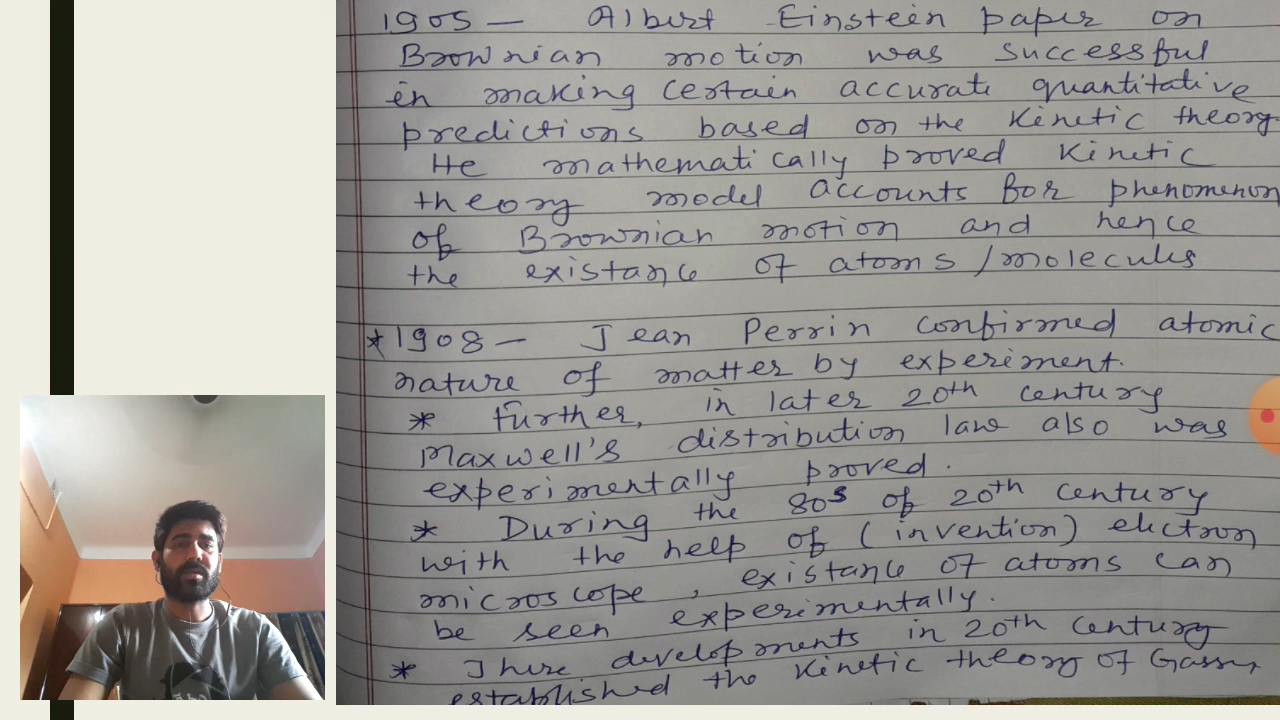 1905 - Albert Einstein paper on
Brownian motion was successful
in making certain accurate quantitative
predictions based on the kinetic theory
He mathematically proved kinetic
theory model accounts for phenomenon
of Brownian motion and hence
the existance of atoms/molecules
*1908 - Jean Perrin confirmed atomic
nature of matter by experiment.
* Further, in later 20th century
Maxwell's distribution law also was
experimentally proved.
* During the 80s of 20th century
with the help of (invention) electron
microscope, existance of atoms can
be seen experimentally.
* These developments in 20th century
established the kinetic theory of Gases,